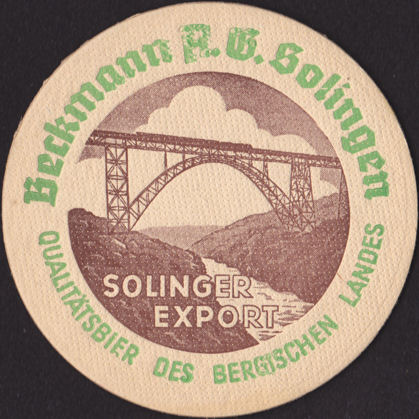 Beckmann A. G. Solingen
SOLINGER
EXPORT
QUALITÄTSBIER DES BERGISCHEN LANDES